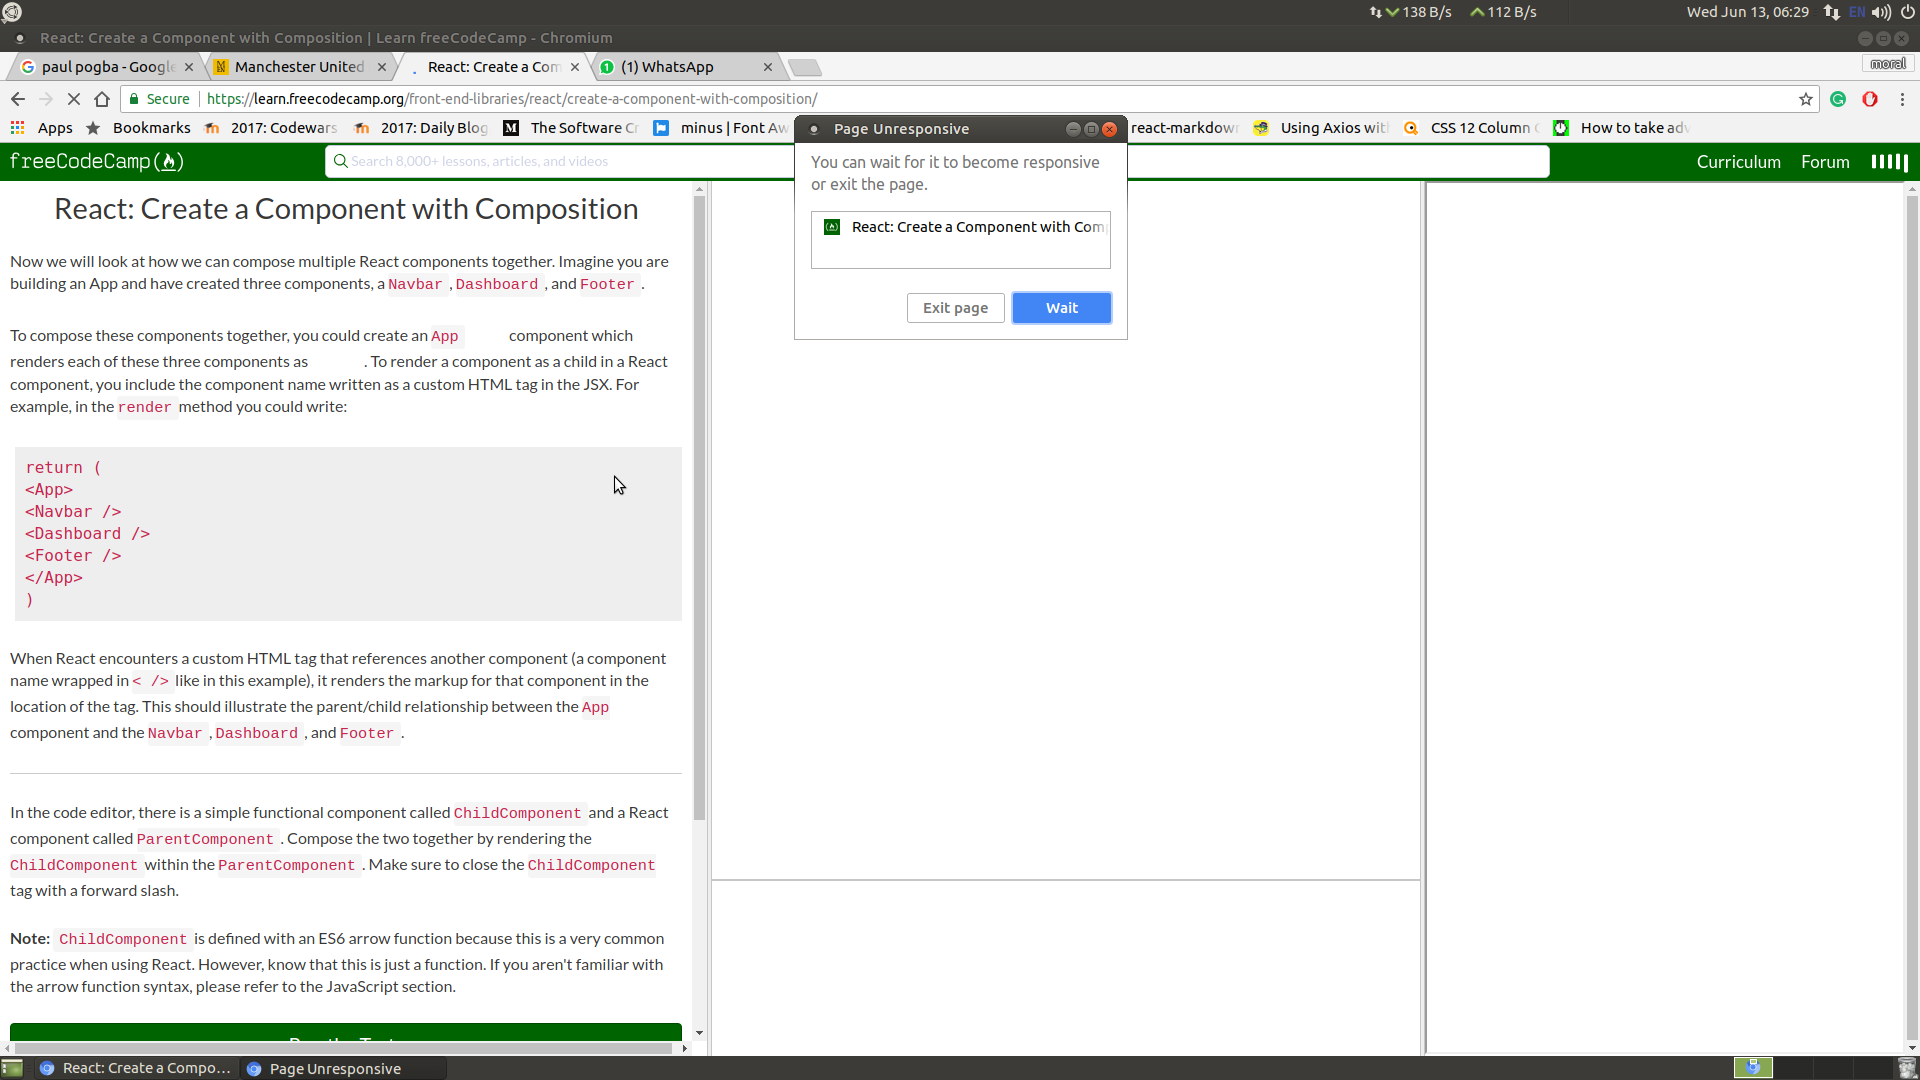 138 B/s 112 B/s Wed Jun 13, 06:29 EN
React: Create a Component with Composition | Learn freeCodeCamp - Chromium
paul pogba - Google Manchester United React: Create a Com (1) WhatsApp moral
Secure https://learn.freecodecamp.org/front-end-libraries/react/create-a-component-with-composition/
Apps Bookmarks 2017: Codewars 2017: Daily Blog The Software Cr minus | Font Aw react-markdow Using Axios wit CSS 12 Column How to take adv
freeCodeCamp Search 8,000+ lessons, articles, and videos Curriculum Forum
Page Unresponsive
You can wait for it to become responsive
or exit the page.
React: Create a Component with Com
Exit page Wait
React: Create a Component with Composition
Now we will look at how we can compose multiple React components together. Imagine you are
building an App and have created three components, a Navbar , Dashboard , and Footer .
To compose these components together, you could create an App component which
renders each of these three components as . To render a component as a child in a React
component, you include the component name written as a custom HTML tag in the JSX. For
example, in the render method you could write:
return (
<App>
<Navbar />
<Dashboard />
<Footer />
</App>
)
When React encounters a custom HTML tag that references another component (a component
name wrapped in < /> like in this example), it renders the markup for that component in the
location of the tag. This should illustrate the parent/child relationship between the App
component and the Navbar , Dashboard , and Footer .
In the code editor, there is a simple functional component called ChildComponent and a React
component called ParentComponent . Compose the two together by rendering the
ChildComponent within the ParentComponent . Make sure to close the ChildComponent
tag with a forward slash.
Note: ChildComponent is defined with an ES6 arrow function because this is a very common
practice when using React. However, know that this is just a function. If you aren't familiar with
the arrow function syntax, please refer to the JavaScript section.
React: Create a Compo... Page Unresponsive